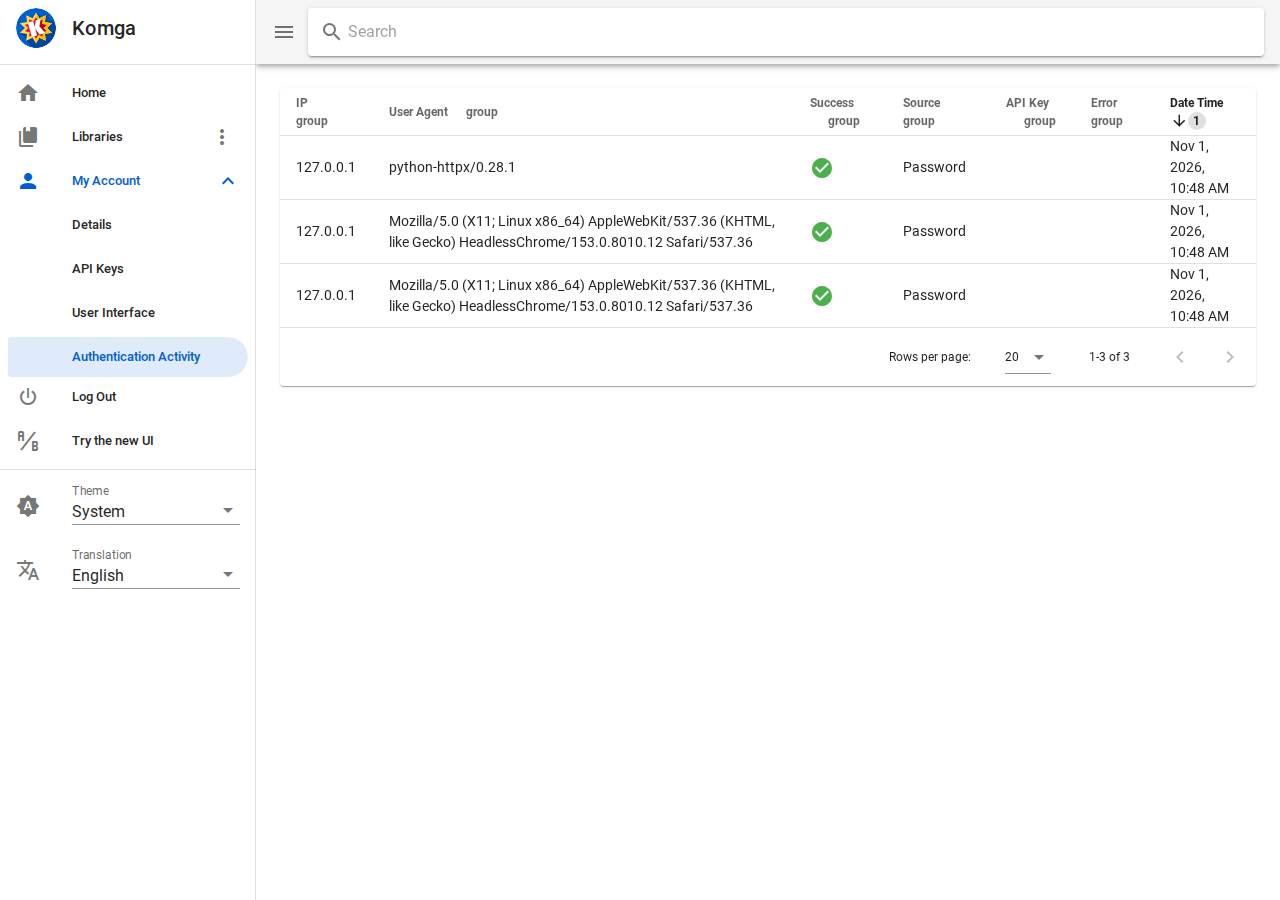 Komga
Search
Home
Libraries
My Account
Details
API Keys
User Interface
Authentication Activity
Log Out
Try the new UI
Theme
System
Translation
English
IP
group
User Agent group
Success
group
Source
group
API Key
group
Error
group
Date Time
1
127.0.0.1
python-httpx/0.28.1
Password
Nov 1,
2026,
10:48 AM
127.0.0.1
Mozilla/5.0 (X11; Linux x86_64) AppleWebKit/537.36 (KHTML,
like Gecko) HeadlessChrome/153.0.8010.12 Safari/537.36
Password
Nov 1,
2026,
10:48 AM
127.0.0.1
Mozilla/5.0 (X11; Linux x86_64) AppleWebKit/537.36 (KHTML,
like Gecko) HeadlessChrome/153.0.8010.12 Safari/537.36
Password
Nov 1,
2026,
10:48 AM
Rows per page: 20 1-3 of 3